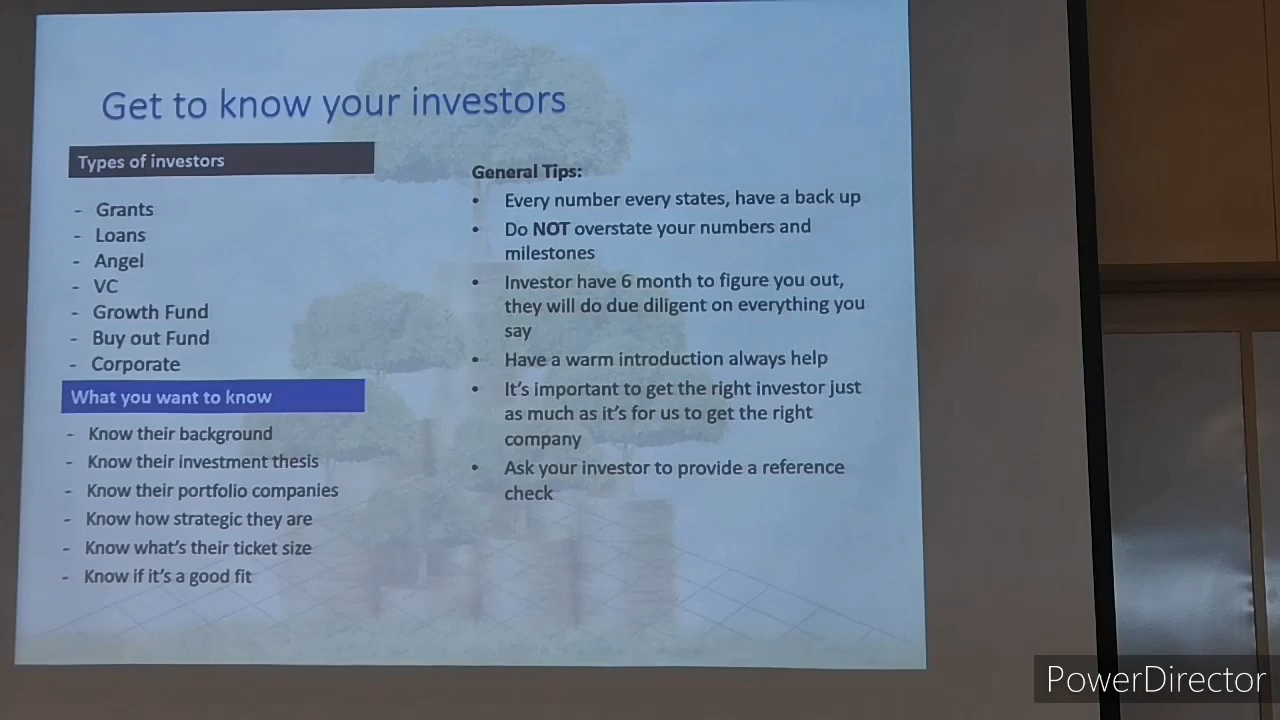 Get to know your investors
Types of investors
- Grants
- Loans
- Angel
- VC
- Growth Fund
- Buy out Fund
- Corporate
What you want to know
- Know their background
- Know their investment thesis
- Know their portfolio companies
- Know how strategic they are
- Know what's their ticket size
- Know if it's a good fit
General Tips:
• Every number every states, have a back up
• Do NOT overstate your numbers and
milestones
• Investor have 6 month to figure you out,
they will do due diligent on everything you
say
• Have a warm introduction always help
• It's important to get the right investor just
as much as it's for us to get the right
company
• Ask your investor to provide a reference
check
PowerDirector